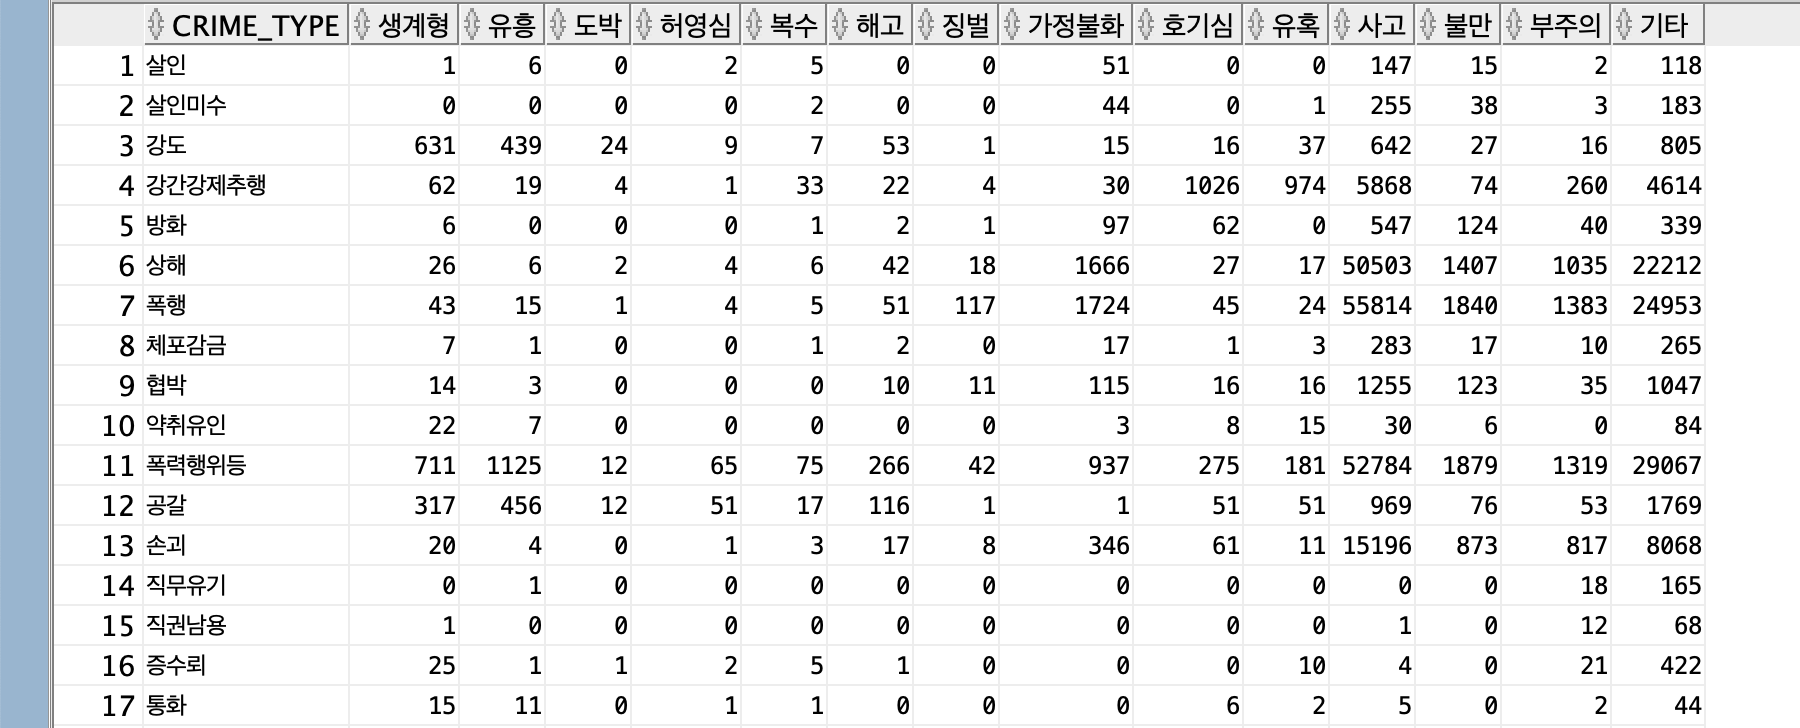 CRIME_TYPE 생계형 유흥 도박 허영심 복수 해고 징벌 가정불화 호기심 유혹 사고 불만 부주의 기타
1 살인 1 6 0 2 5 0 0 51 0 0 147 15 2 118
2 살인미수 0 0 0 0 2 0 0 44 0 1 255 38 3 183
3 강도 631 439 24 9 7 53 1 15 16 37 642 27 16 805
4 강간강제추행 62 19 4 1 33 22 4 30 1026 974 5868 74 260 4614
5 방화 6 0 0 0 1 2 1 97 62 0 547 124 40 339
6 상해 26 6 2 4 6 42 18 1666 27 17 50503 1407 1035 22212
7 폭행 43 15 1 4 5 51 117 1724 45 24 55814 1840 1383 24953
8 체포감금 7 1 0 0 1 2 0 17 1 3 283 17 10 265
9 협박 14 3 0 0 0 10 11 115 16 16 1255 123 35 1047
10 약취유인 22 7 0 0 0 0 0 3 8 15 30 6 0 84
11 폭력행위등 711 1125 12 65 75 266 42 937 275 181 52784 1879 1319 29067
12 공갈 317 456 12 51 17 116 1 1 51 51 969 76 53 1769
13 손괴 20 4 0 1 3 17 8 346 61 11 15196 873 817 8068
14 직무유기 0 1 0 0 0 0 0 0 0 0 0 0 18 165
15 직권남용 1 0 0 0 0 0 0 0 0 0 1 0 12 68
16 증수뢰 25 1 1 2 5 1 0 0 0 10 4 0 21 422
17 통화 15 11 0 1 1 0 0 0 6 2 5 0 2 44